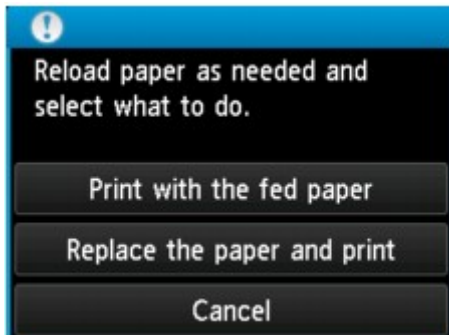 Reload paper as needed and
select what to do.
Print with the fed paper
Replace the paper and print
Cancel